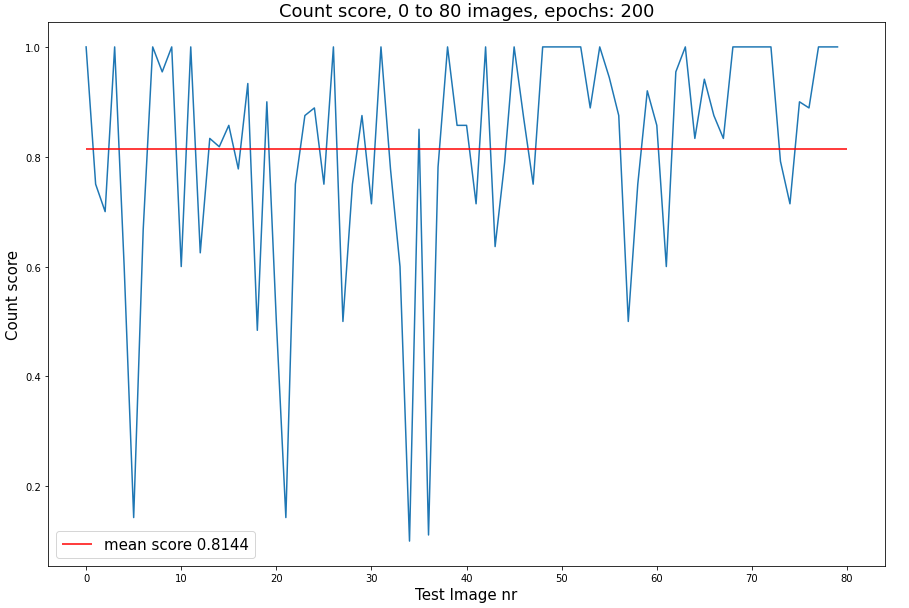 Count score, 0 to 80 images, epochs: 200
Count score
1.0
0.8
0.6
0.4
0.2
mean score 0.8144
0 10 20 30 40 50 60 70 80
Test Image nr